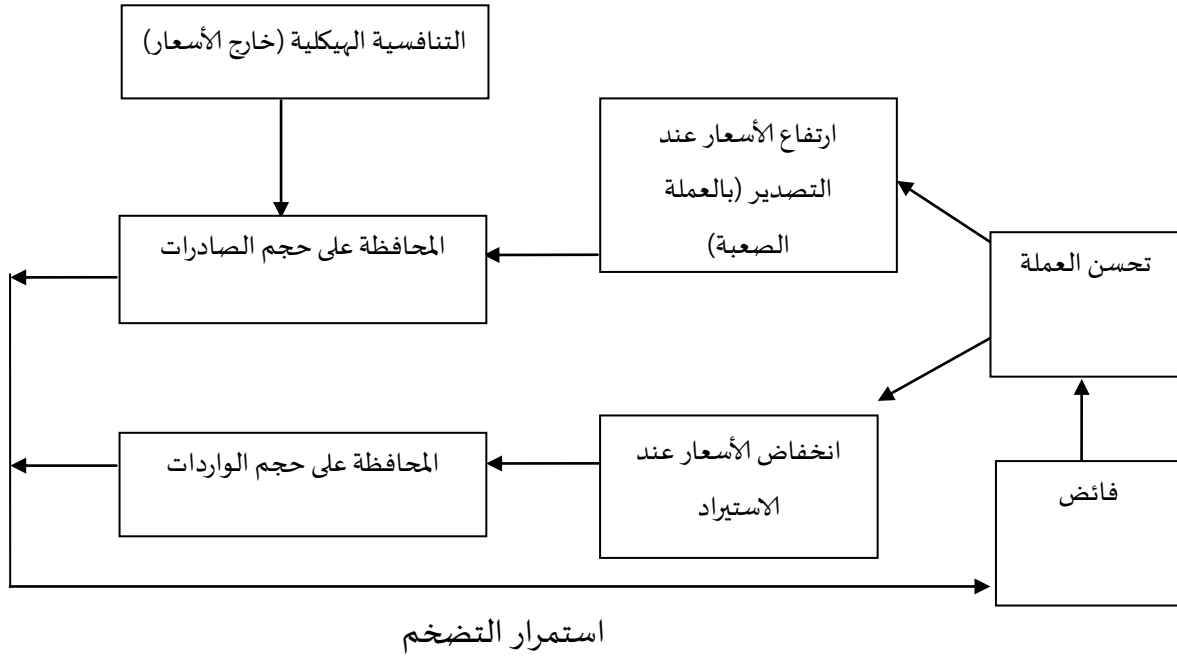 التنافسية الهيكلية (خارج الأسعار)
ارتفاع الأسعار عند
التصدير (بالعملة
الصعبة)
المحافظة على حجم الصادرات
تحسن العملة
انخفاض الأسعار عند
الاستيراد
المحافظة على حجم الواردات
فائض
استمرار التضخم